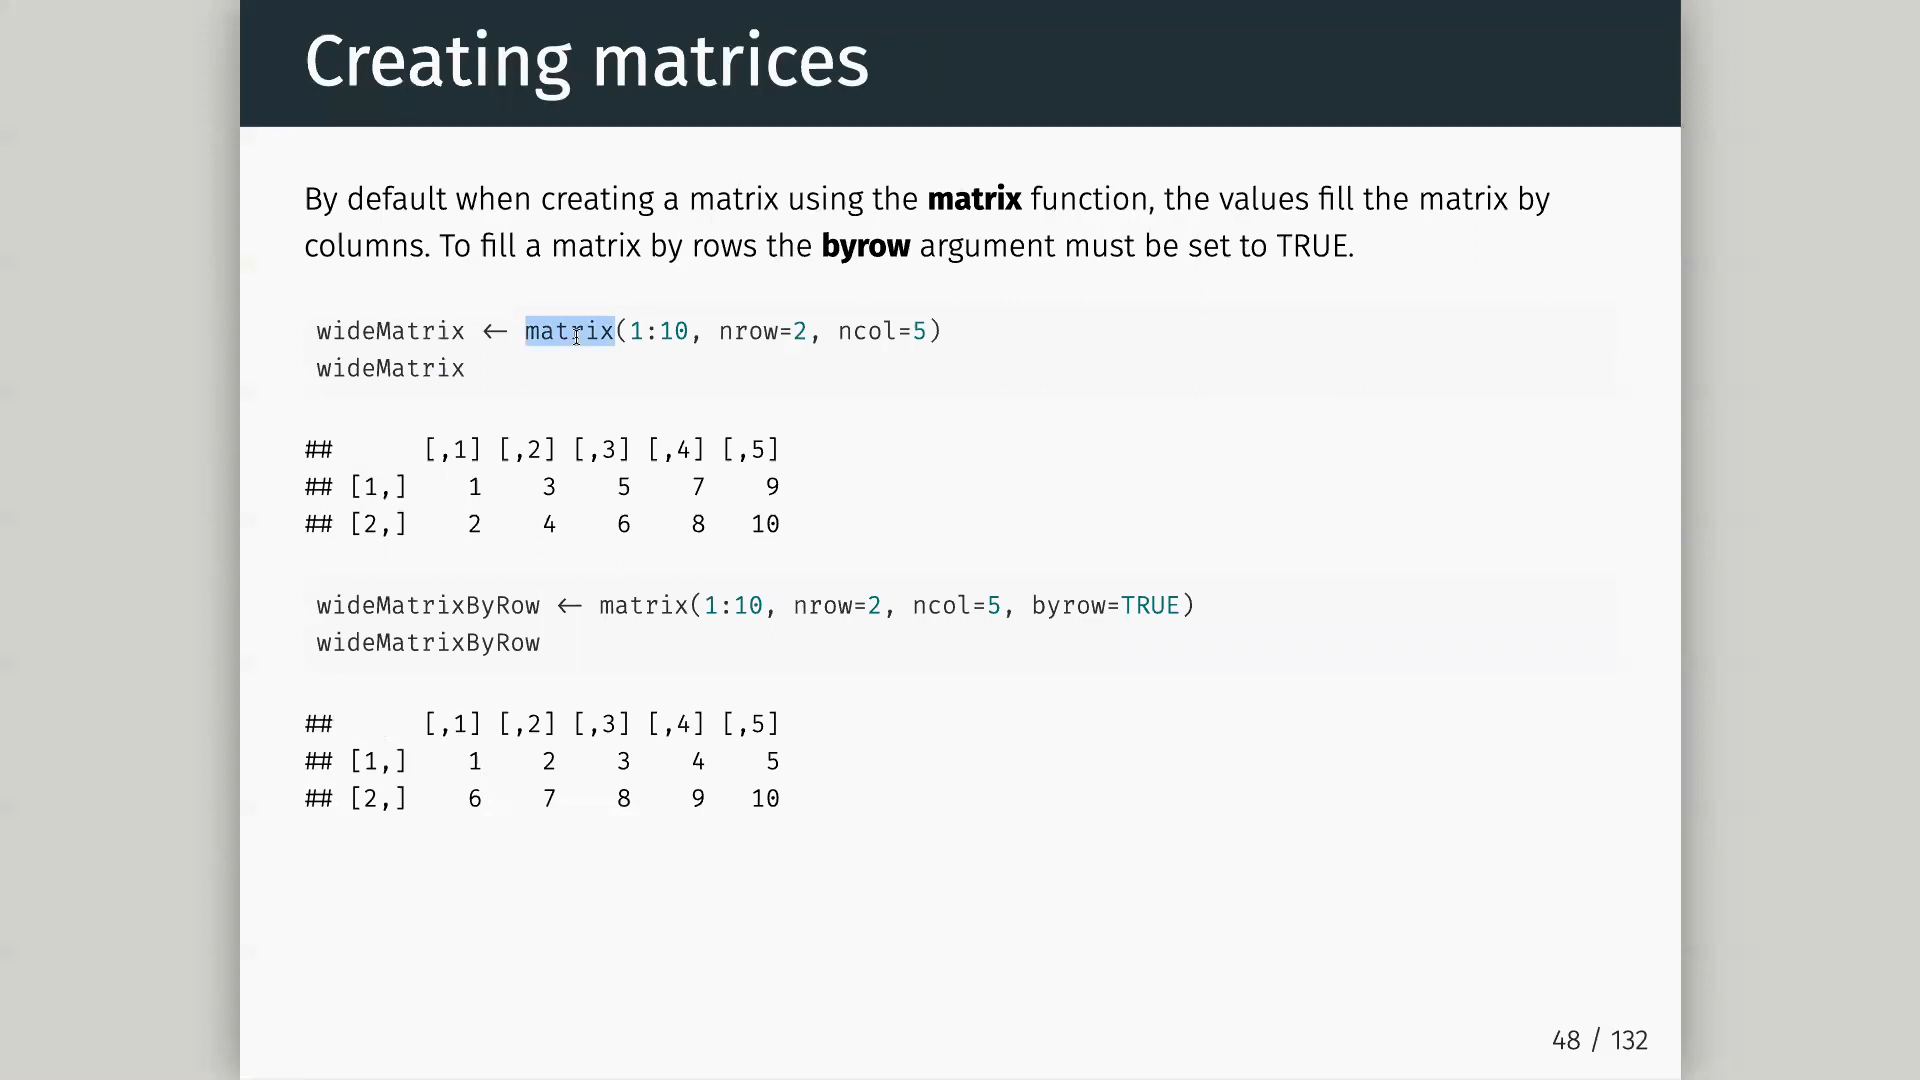 Creating matrices
By default when creating a matrix using the matrix function, the values fill the matrix by
columns. To fill a matrix by rows the byrow argument must be set to TRUE.
wideMatrix <- matrix(1:10, nrow=2, ncol=5)
wideMatrix
##      [,1] [,2] [,3] [,4] [,5]
## [1,]    1    3    5    7    9
## [2,]    2    4    6    8   10
wideMatrixByRow <- matrix(1:10, nrow=2, ncol=5, byrow=TRUE)
wideMatrixByRow
##      [,1] [,2] [,3] [,4] [,5]
## [1,]    1    2    3    4    5
## [2,]    6    7    8    9   10
48 / 132